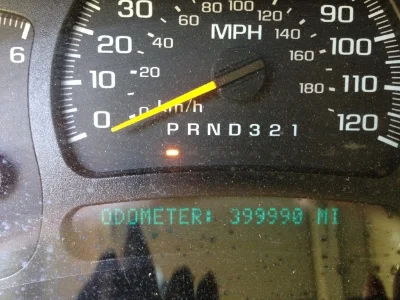 30 60 80 100 120 90
6 20 40 MPH 140 100
10 20 160 110
0 0 km/h 180 120
PRND321
ODOMETER: 399990 MI